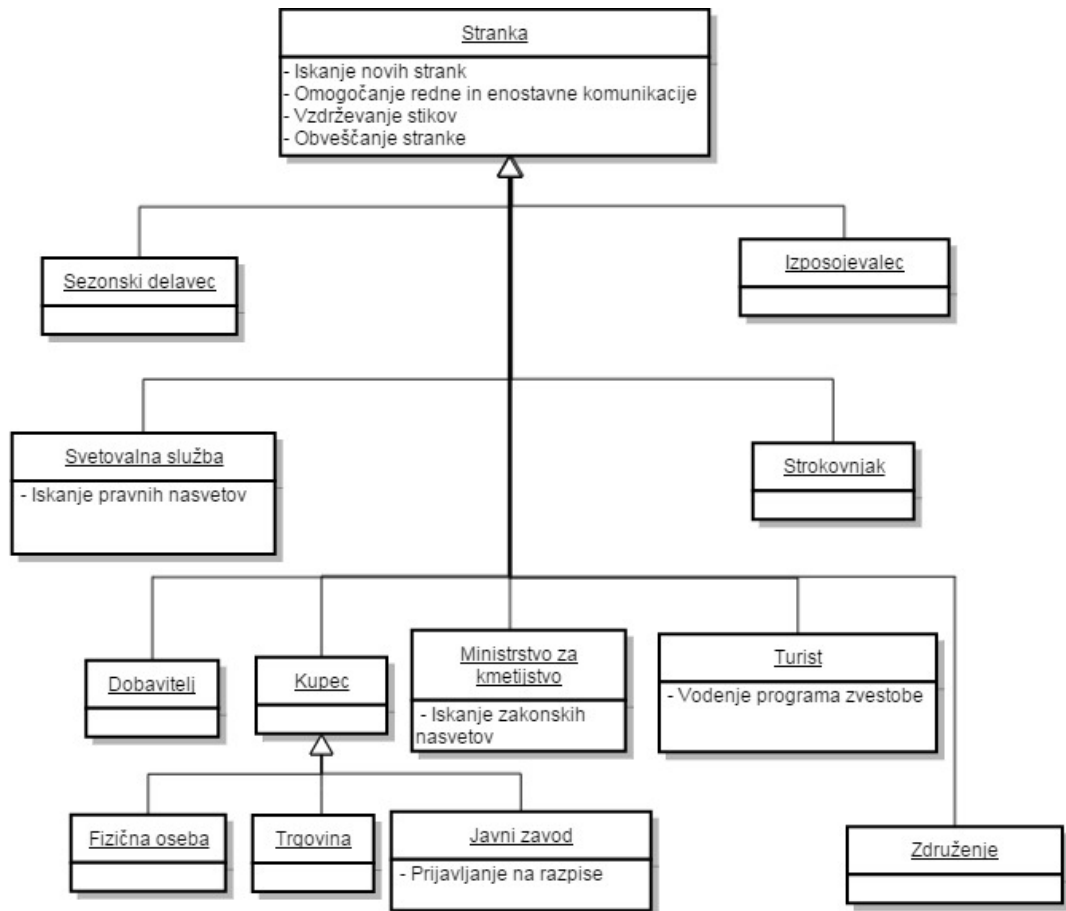 Stranka
- Iskanje novih strank
- Omogočanje redne in enostavne komunikacije
- Vzdrževanje stikov
- Obveščanje stranke
Sezonski delavec
Izposojevalec
Svetovalna služba
- Iskanje pravnih nasvetov
Strokovnjak
Dobavitelj
Kupec
Ministrstvo za
kmetijstvo
- Iskanje zakonskih
nasvetov
Turist
- Vodenje programa zvestobe
Fizična oseba
Trgovina
Javni zavod
- Prijavljanje na razpise
Združenje